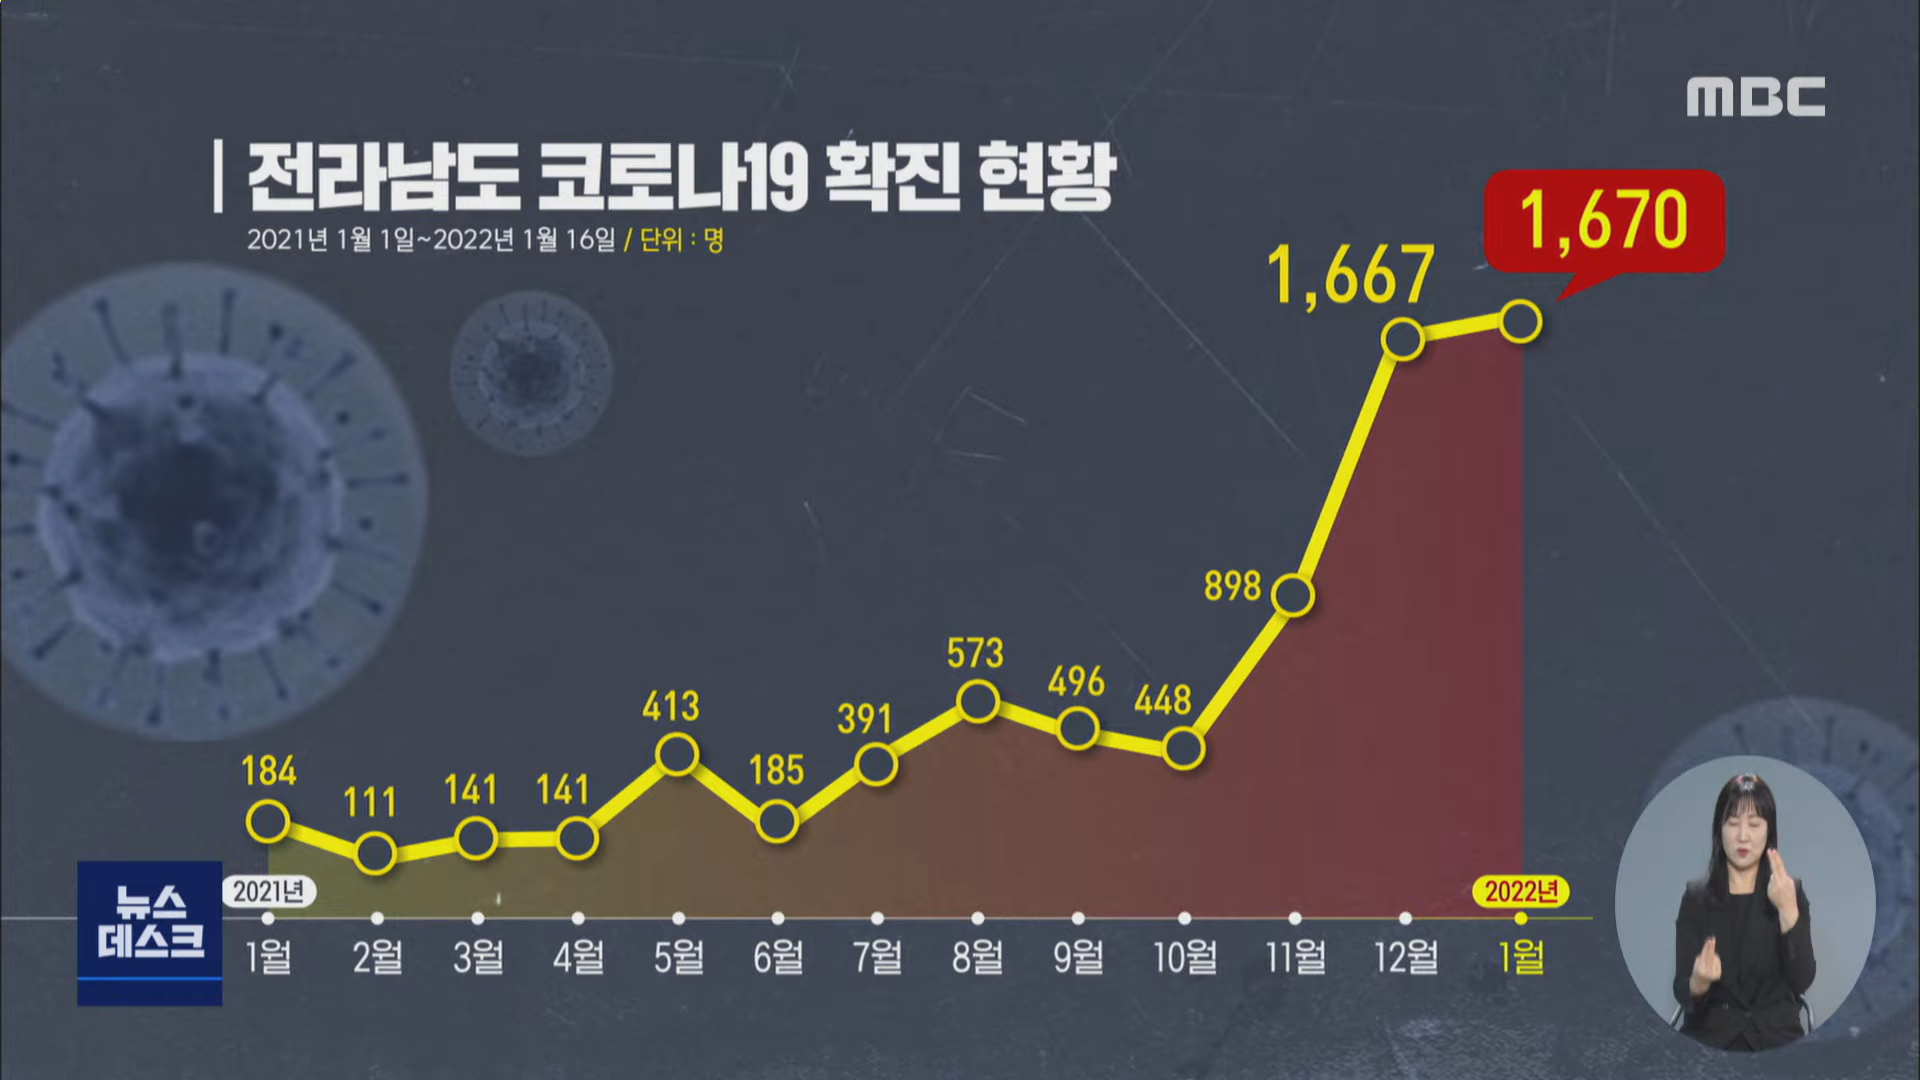 MBC
전라남도 코로나19 확진 현황
2021년 1월 1일~2022년 1월 16일 / 단위 : 명
1,670
1,667
898
573
496
448
413
391
184
185
141
141
111
2021년
2022년
뉴스
데스크
1월 2월 3월 4월 5월 6월 7월 8월 9월 10월 11월 12월 1월